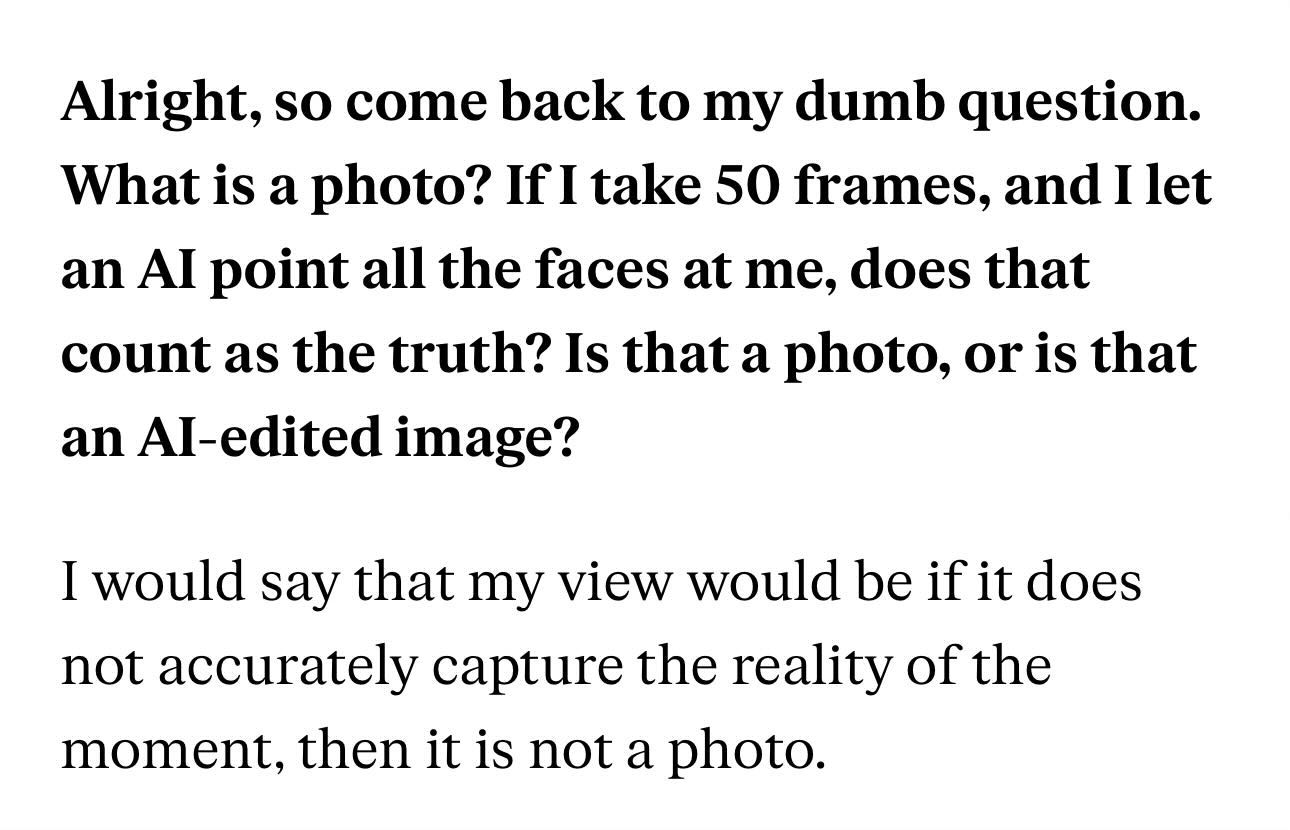 Alright, so come back to my dumb question.
What is a photo? If I take 50 frames, and I let
an AI point all the faces at me, does that
count as the truth? Is that a photo, or is that
an AI-edited image?
I would say that my view would be if it does
not accurately capture the reality of the
moment, then it is not a photo.